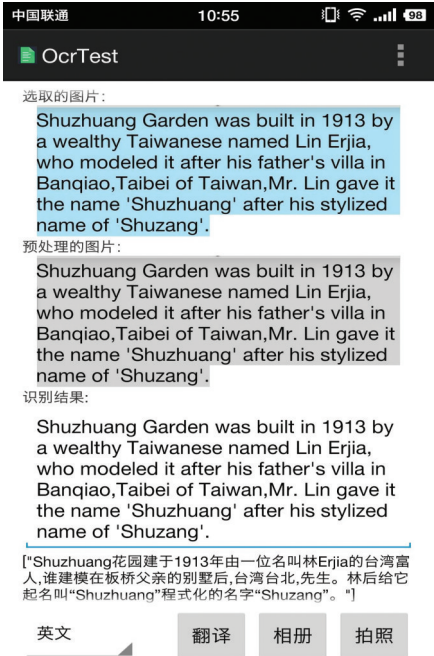 中国联通 10:55 98
OcrTest
选取的图片:
Shuzhuang Garden was built in 1913 by
a wealthy Taiwanese named Lin Erjia,
who modeled it after his father's villa in
Banqiao,Taibei of Taiwan,Mr. Lin gave it
the name 'Shuzhuang' after his stylized
name of 'Shuzang'.
预处理的图片:
Shuzhuang Garden was built in 1913 by
a wealthy Taiwanese named Lin Erjia,
who modeled it after his father's villa in
Banqiao,Taibei of Taiwan,Mr. Lin gave it
the name 'Shuzhuang' after his stylized
name of 'Shuzang'.
识别结果:
Shuzhuang Garden was built in 1913 by
a wealthy Taiwanese named Lin Erjia,
who modeled it after his father's villa in
Banqiao,Taibei of Taiwan,Mr. Lin gave it
the name 'Shuzhuang' after his stylized
name of 'Shuzang'.
["Shuzhuang花园建于1913年由一位名叫林Erjia的台湾富
人,谁建模在板桥父亲的别墅后,台湾台北,先生。林后给它
起名叫“Shuzhuang”程式化的名字“Shuzang”。"]
英文 翻译 相册 拍照